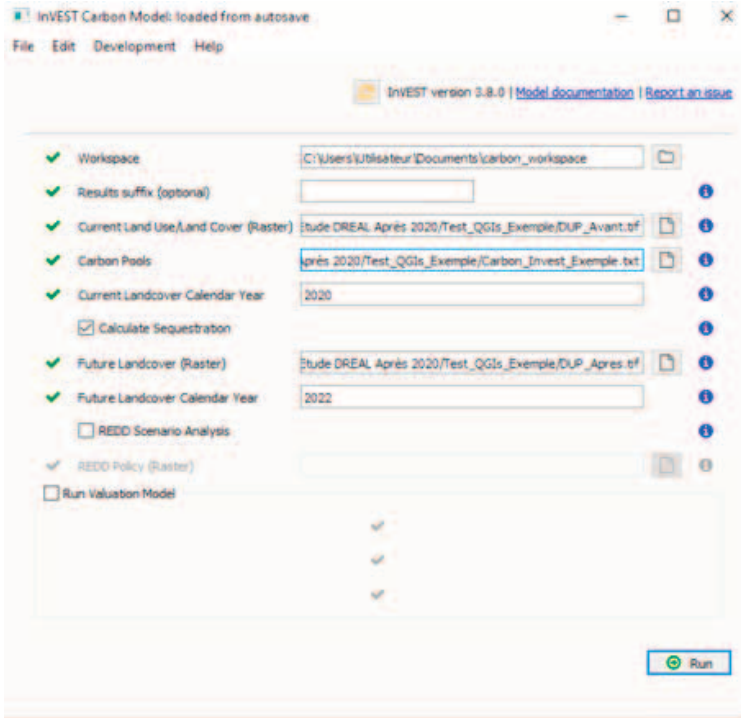 InVEST Carbon Model: loaded from autosave
File Edit Development Help
InVEST version 3.8.0 | Model documentation | Report an issue
Workspace C:\Users\Utilisateur\Documents\carbon_workspace
Results suffix (optional)
Current Land Use/Land Cover (Raster) Etude DREAL Après 2020/Test_QGIs_Exemple/DUP_Avant.tif
Carbon Pools Après 2020/Test_QGIs_Exemple/Carbon_Invest_Exemple.txt
Current Landcover Calendar Year 2020
Calculate Sequestration
Future Landcover (Raster) Etude DREAL Après 2020/Test_QGIs_Exemple/DUP_Apres.tif
Future Landcover Calendar Year 2022
REDD Scenario Analysis
REDD Policy (Raster)
Run Valuation Model
Run